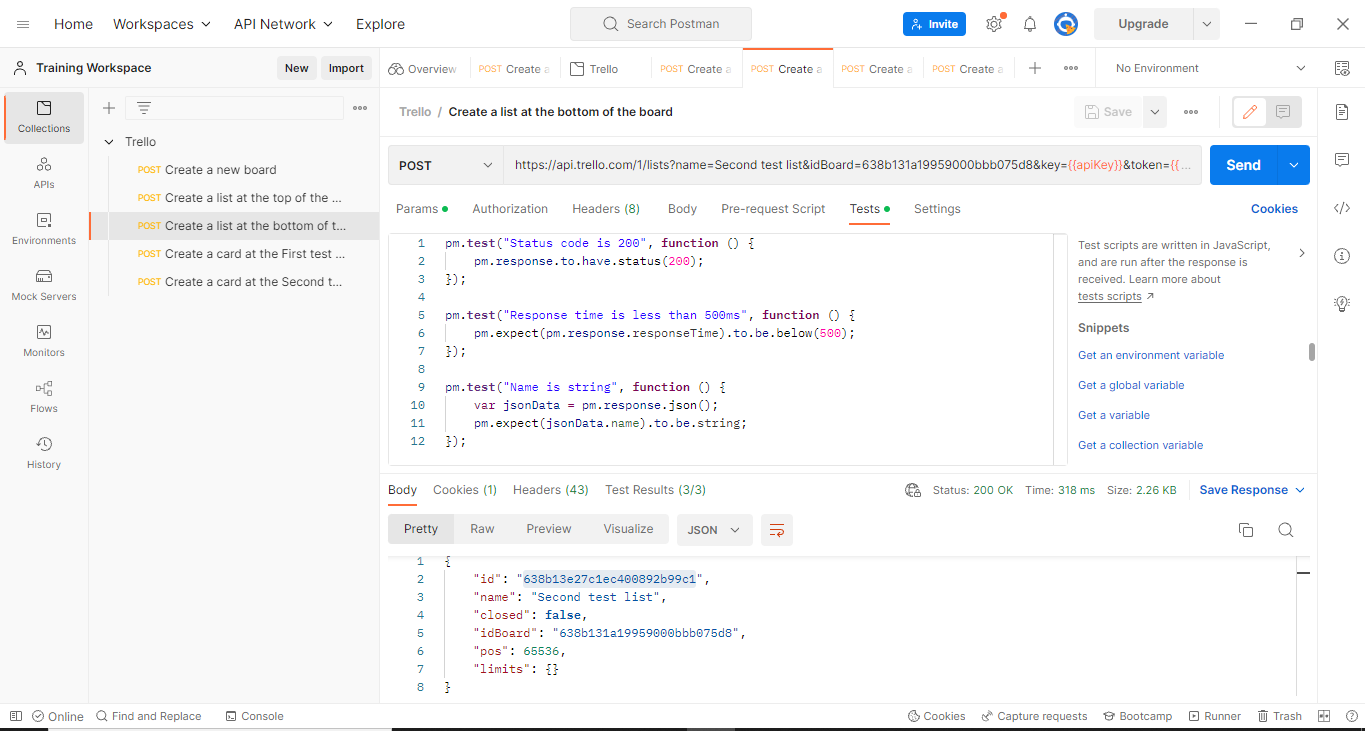 Home Workspaces API Network Explore Search Postman Invite Upgrade
Training Workspace New Import Overview POST Create a Trello POST Create a POST Create a POST Create a POST Create a No Environment
Collections
APIs
Environments
Mock Servers
Monitors
Flows
History
Trello
POST Create a new board
POST Create a list at the top of the ...
POST Create a list at the bottom of t...
POST Create a card at the First test ...
POST Create a card at the Second t...
Trello / Create a list at the bottom of the board Save
POST https://api.trello.com/1/lists?name=Second test list&idBoard=638b131a19959000bbb075d8&key={{apiKey}}&token={{... Send
Params Authorization Headers (8) Body Pre-request Script Tests Settings Cookies
1 pm.test("Status code is 200", function () {
2 pm.response.to.have.status(200);
3 });
4
5 pm.test("Response time is less than 500ms", function () {
6 pm.expect(pm.response.responseTime).to.be.below(500);
7 });
8
9 pm.test("Name is string", function () {
10 var jsonData = pm.response.json();
11 pm.expect(jsonData.name).to.be.string;
12 });
Test scripts are written in JavaScript,
and are run after the response is
received. Learn more about
tests scripts
Snippets
Get an environment variable
Get a global variable
Get a variable
Get a collection variable
Body Cookies (1) Headers (43) Test Results (3/3) Status: 200 OK Time: 318 ms Size: 2.26 KB Save Response
Pretty Raw Preview Visualize JSON
1 {
2 "id": "638b13e27c1ec400892b99c1",
3 "name": "Second test list",
4 "closed": false,
5 "idBoard": "638b131a19959000bbb075d8",
6 "pos": 65536,
7 "limits": {}
8 }
Online Find and Replace Console Cookies Capture requests Bootcamp Runner Trash